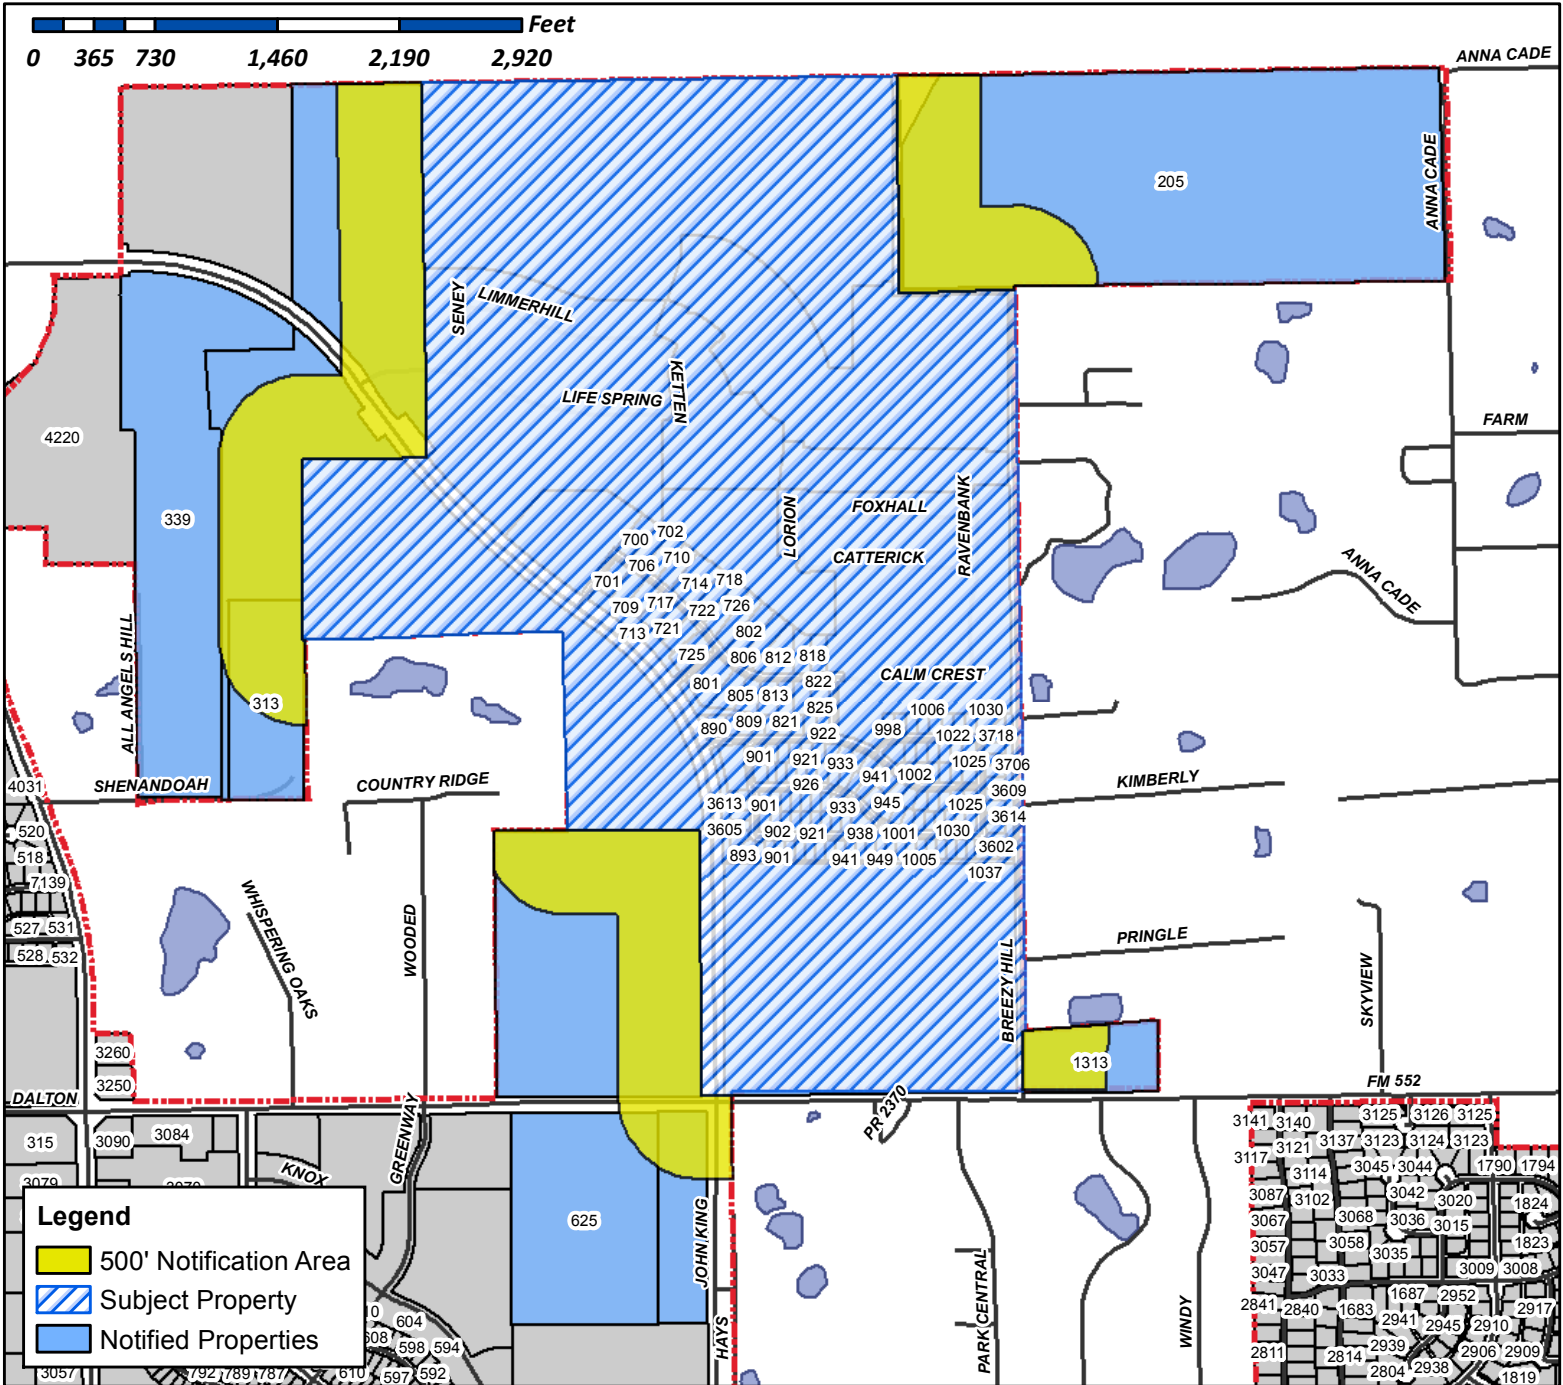 Feet
0 365 730 1,460 2,190 2,920
ANNA CADE
ANNA CADE
205
SENEY
LIMMERHILL
KETTEN
LIFE SPRING
4220
FARM
339
LORION
FOXHALL
RAVENBANK
CATTERICK
ANNA CADE
700 702
706 710
701 714 718
709 717 722 726
713 721 802
725 806 812 818
801 805 813 822
825
890 809 821 922
CALM CREST
1006 1030
998 1022 3718
901 921 933 1025 3706
926 941 1002 3609
3613 901 933 945 1025 3614
3605 902 921 938 1001 1030 3602
893 901 941 949 1005 1037
313
ALL ANGELS HILL
SHENANDOAH
COUNTRY RIDGE
KIMBERLY
4031
520
518
7139
527 531
528 532
WHISPERING OAKS
WOODED
BREEZY HILL
PRINGLE
SKYVIEW
3260
3250
1313
DALTON
GREENWAY
PR 2370
FM 552
315
3090
3084
KNOX
3079
625
JOHN KING
HAYS
PARK CENTRAL
WINDY
3141 3140 3125 3126 3125
3117 3121 3137 3123 3124 3123
3114 3045 3044 1790 1794
3087 3102 3042 3020 1824
3067 3068 3036 3015
3057 3058 3035 1823
3047 3033 3009 3008
2841 2840 1683 1687 2952 2917
2941 2945 2910
2811 2814 2939 2906 2909
2804 2938 1819
Legend
500' Notification Area
Subject Property
Notified Properties
604
608 598 594
3057 792 789 787 610 597 592